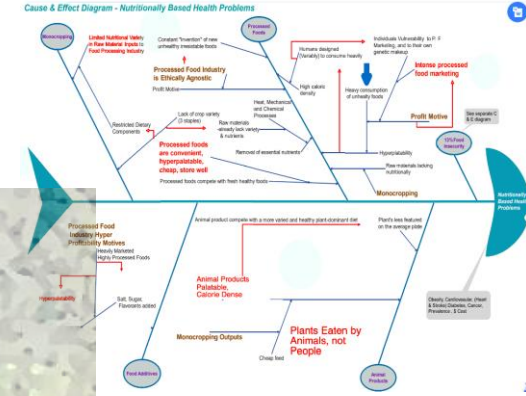 Cause & Effect Diagram - Nutritionally Based Health Problems
Monocropping
Limited Nutritional Variety
in Raw Material Inputs to
Food Processing Industry
Constant "Invention" of new
unhealthy irresistable foods
Processed
Foods
Processed Food Industry
is Ethically Agnostic
Profit Motive
Humans designed
(Variably) to consume heavily
High calorie
density
Individuals Vulnerability to P. F
Marketing, and to their own
genetic makeup
Intense processed
food marketing
Heavy consumption
of unhealthy foods
Profit Motive
See separate C
& E diagram
Restricted Dietary
Components
Lack of crop variety
(3 staples)
Raw materials
already lack variety
& nutrients
Heat, Mechanical
and Chemical
Processes
Removal of essential nutrients
Processed foods
are convenient,
hyperpalatable,
cheap, store well
Processed foods compete with fresh healthy foods
Hyperpalatability
Raw materials lacking
nutritionally
Monocropping
Insecurity
Nutritionally
Based Health
Problems
Processed Food
Industry Hyper
Profitability Motives
Heavily Marketed
Highly Processed Foods
Hyperpalatability
Salt, Sugar,
Flavorants added
Food Additives
Animal product compete with a more varied and healthy plant-dominant diet
Plants less featured
on the average plate
Animal Products
Palatable,
Calorie Dense
Monocropping Outputs
Cheap feed
Plants Eaten by
Animals, not
People
Animal
Products
Obesity, Cardiovascular, (Heart
& Stroke) Diabetes, Cancer,
Prevalence , $ Cost